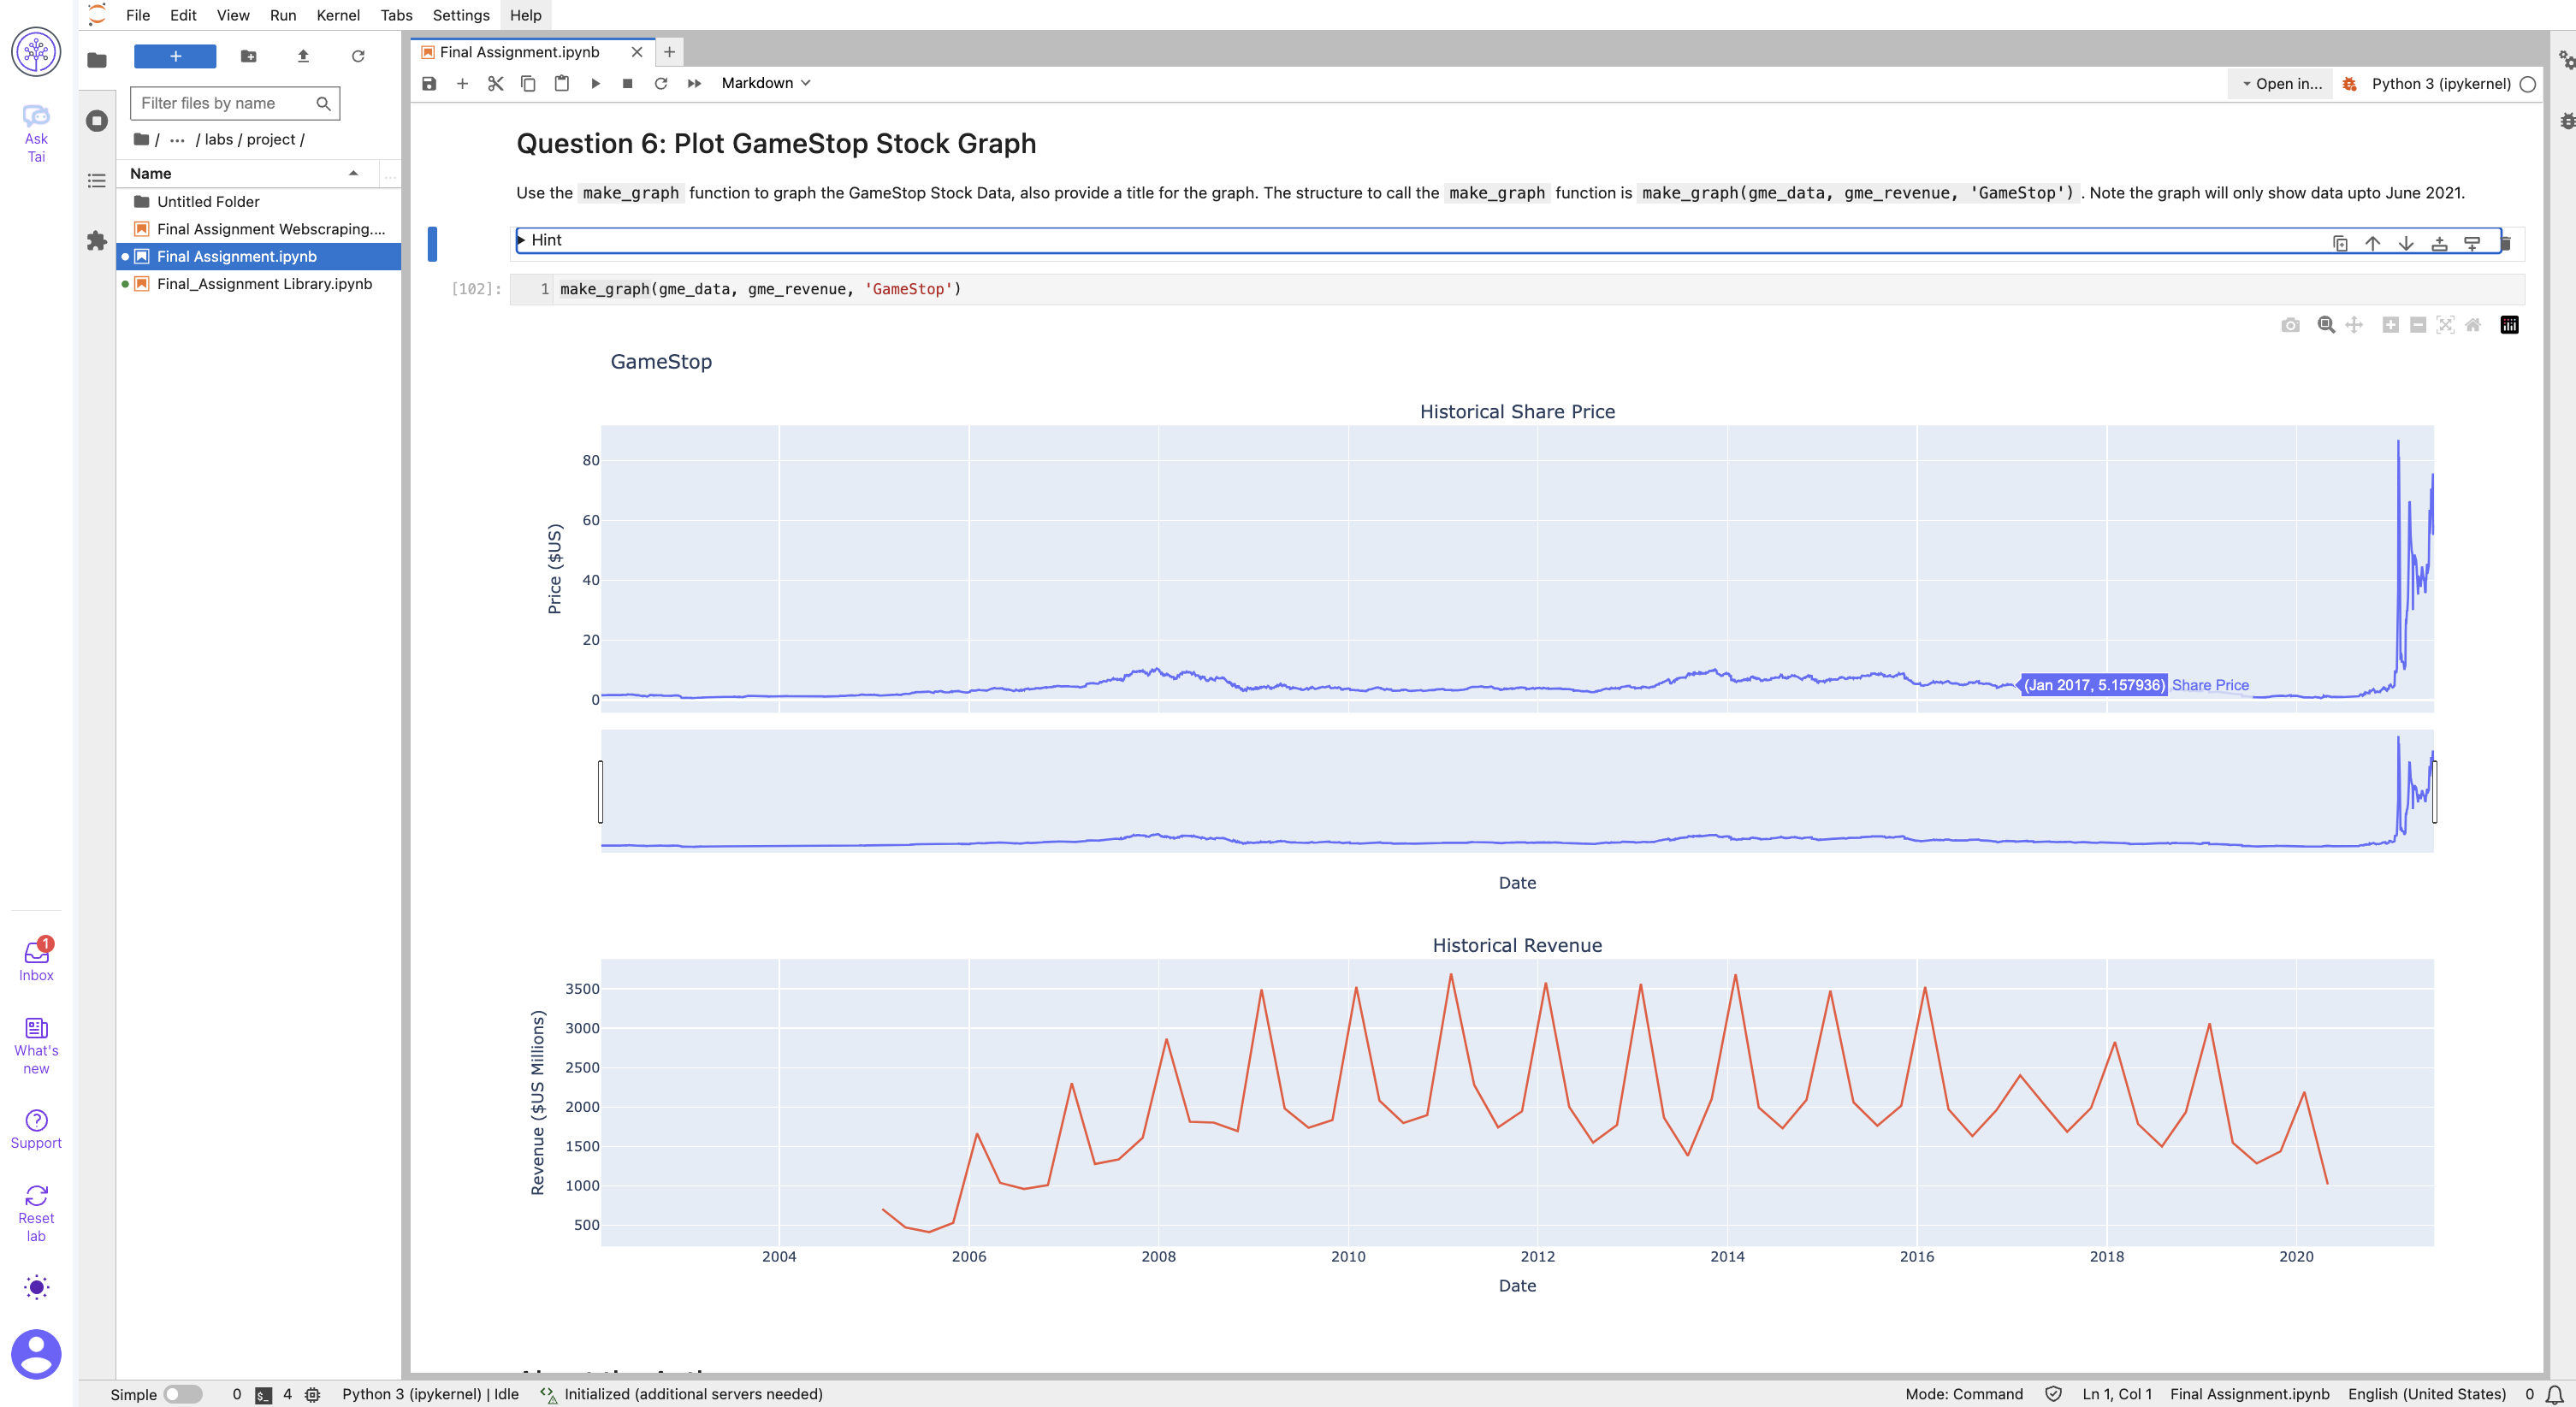 File Edit View Run Kernel Tabs Settings Help
Ask
Tai
Inbox
1
What's
new
Support
Reset
lab
+
Filter files by name
/ ... / labs / project /
Name
Untitled Folder
Final Assignment Webscraping....
Final Assignment.ipynb
Final_Assignment Library.ipynb
Final Assignment.ipynb
Markdown
Open in...
Python 3 (ipykernel)
Question 6: Plot GameStop Stock Graph
Use the make_graph function to graph the GameStop Stock Data, also provide a title for the graph. The structure to call the make_graph function is make_graph(gme_data, gme_revenue, 'GameStop') . Note the graph will only show data upto June 2021.
Hint
[102]: 1 make_graph(gme_data, gme_revenue, 'GameStop')
GameStop
Historical Share Price
Price ($US)
80
60
40
20
0
(Jan 2017, 5.157936) Share Price
Date
Historical Revenue
Revenue ($US Millions)
3500
3000
2500
2000
1500
1000
500
2004 2006 2008 2010 2012 2014 2016 2018 2020
Date
Simple 0 $_ 4 Python 3 (ipykernel) | Idle Initialized (additional servers needed) Mode: Command Ln 1, Col 1 Final Assignment.ipynb English (United States) 0